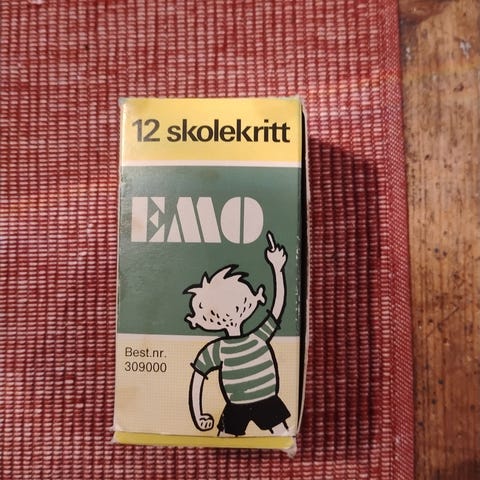 12 skolekritt
EMO
Best.nr.
309000